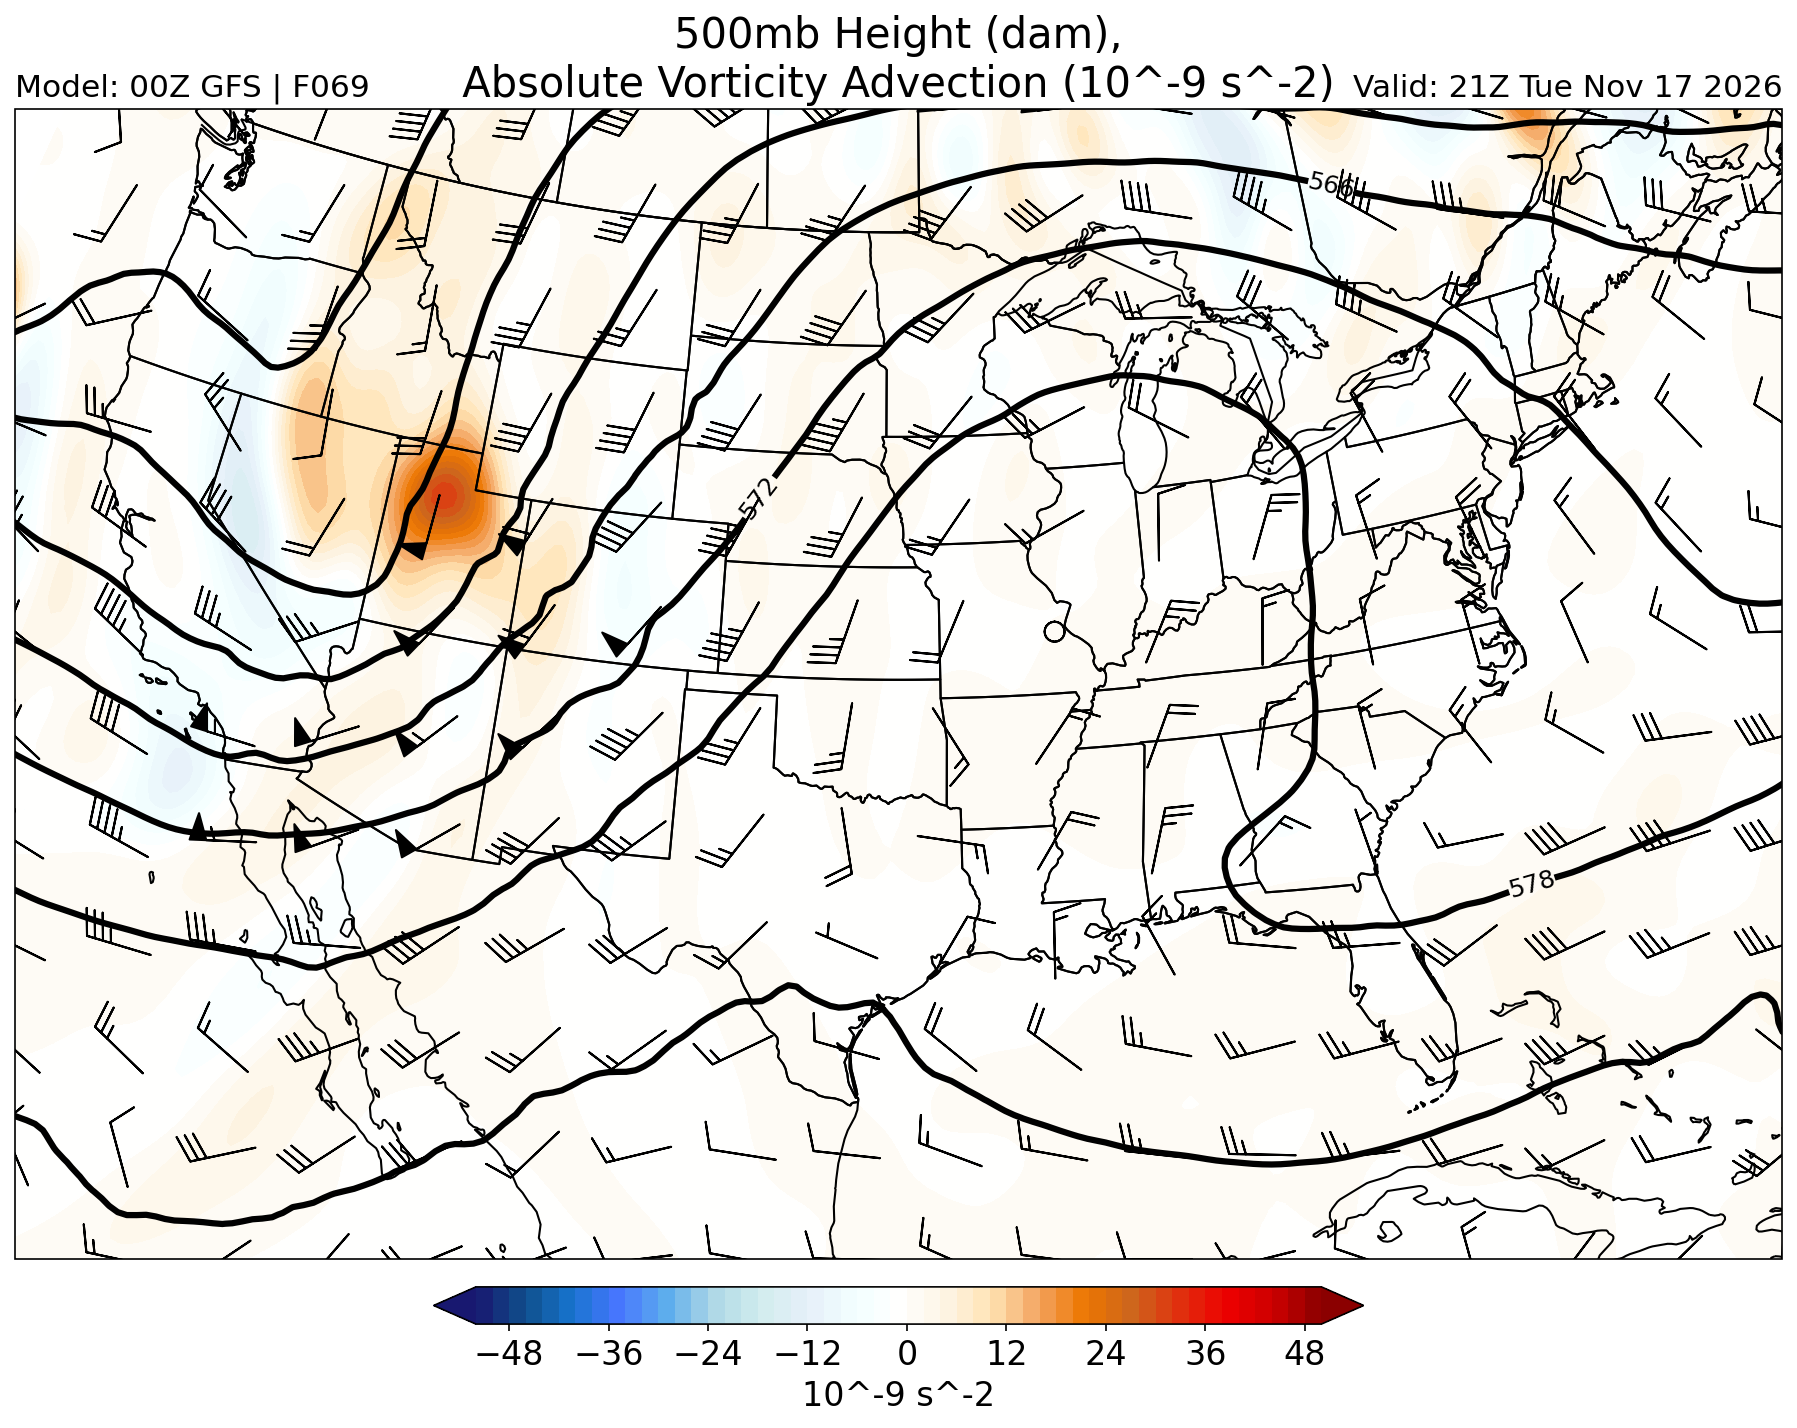 500mb Height (dam),
Model: 00Z GFS | F069
Absolute Vorticity Advection (10^-9 s^-2)
Valid: 21Z Tue Nov 17 2026
566
572
578
−48 −36 −24 −12 0 12 24 36 48
10^-9 s^-2